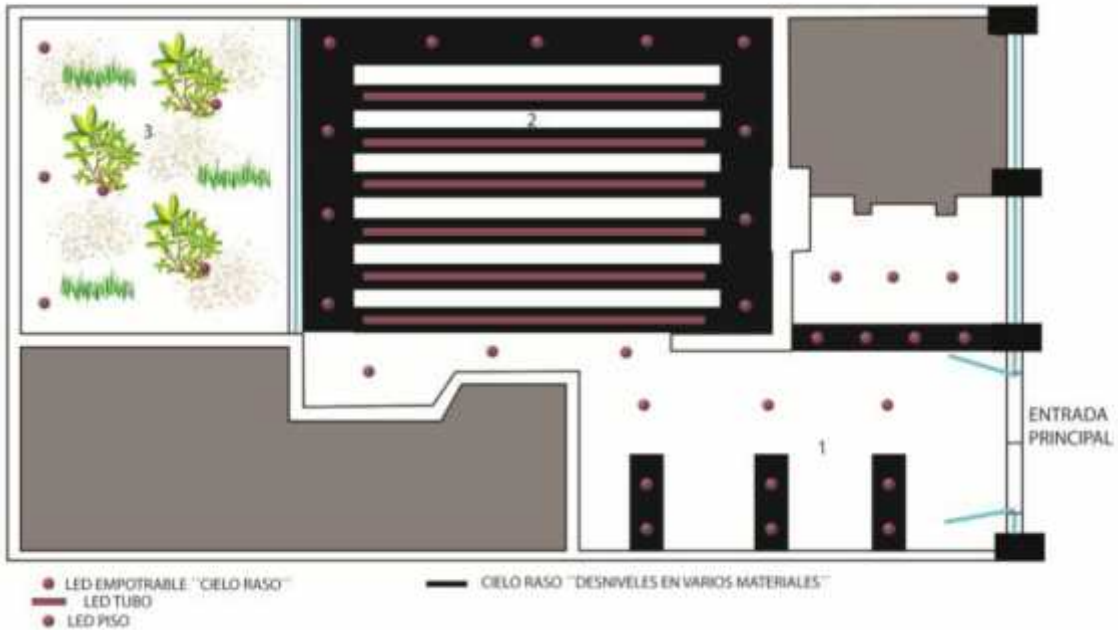 3
2
1
ENTRADA
PRINCIPAL
LED EMPOTRABLE ``CIELO RASO``
LED TUBO
LED PISO
CIELO RASO ``DESNIVELES EN VARIOS MATERIALES``